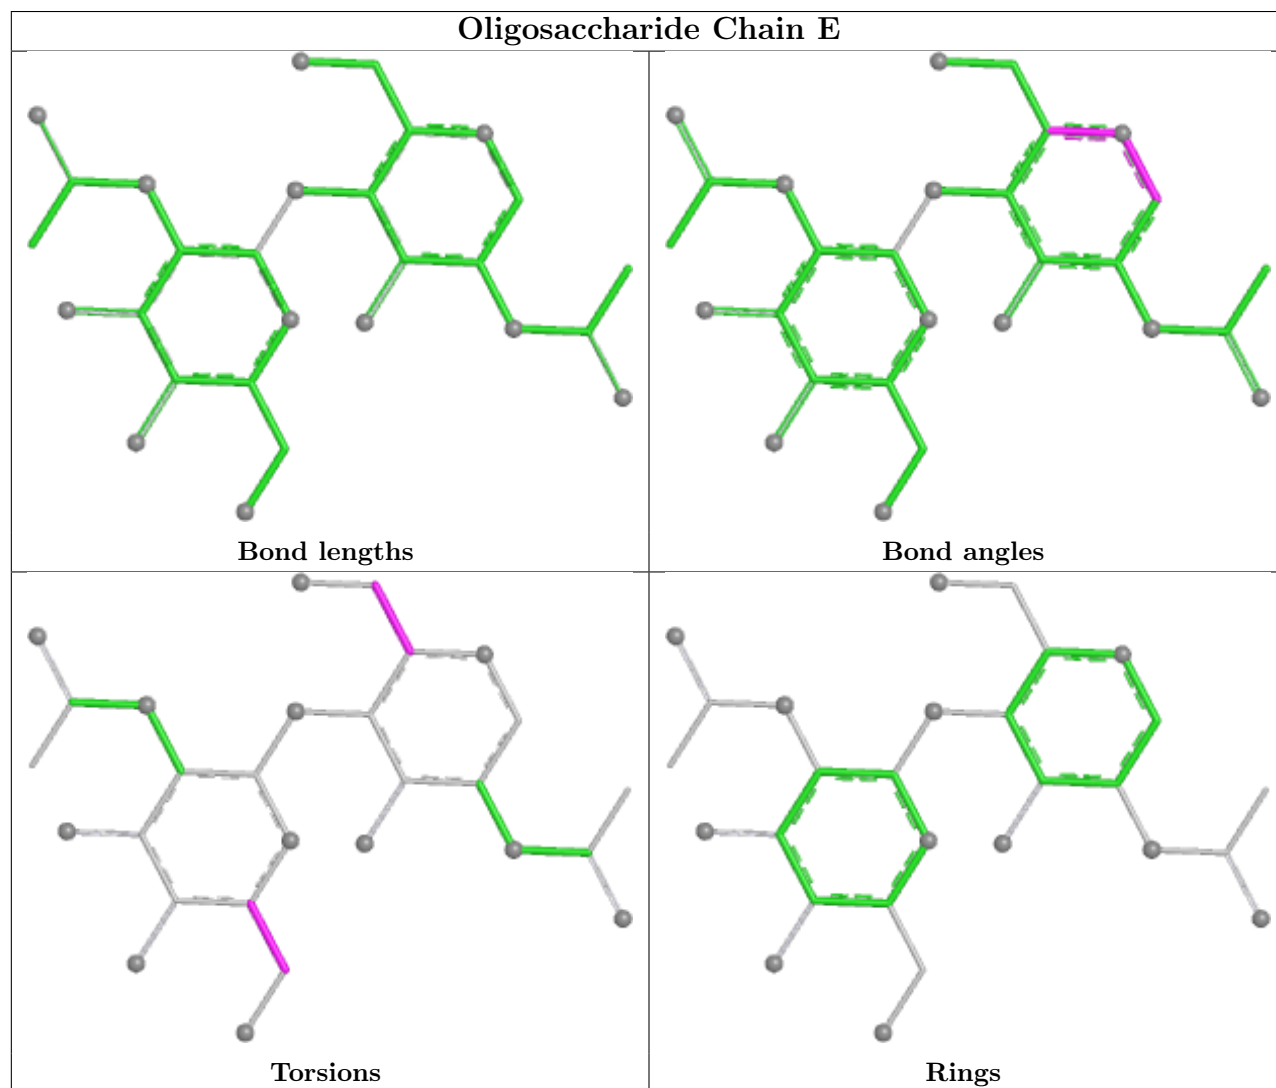 Oligosaccharide Chain E
Bond lengths
Bond angles
Torsions
Rings